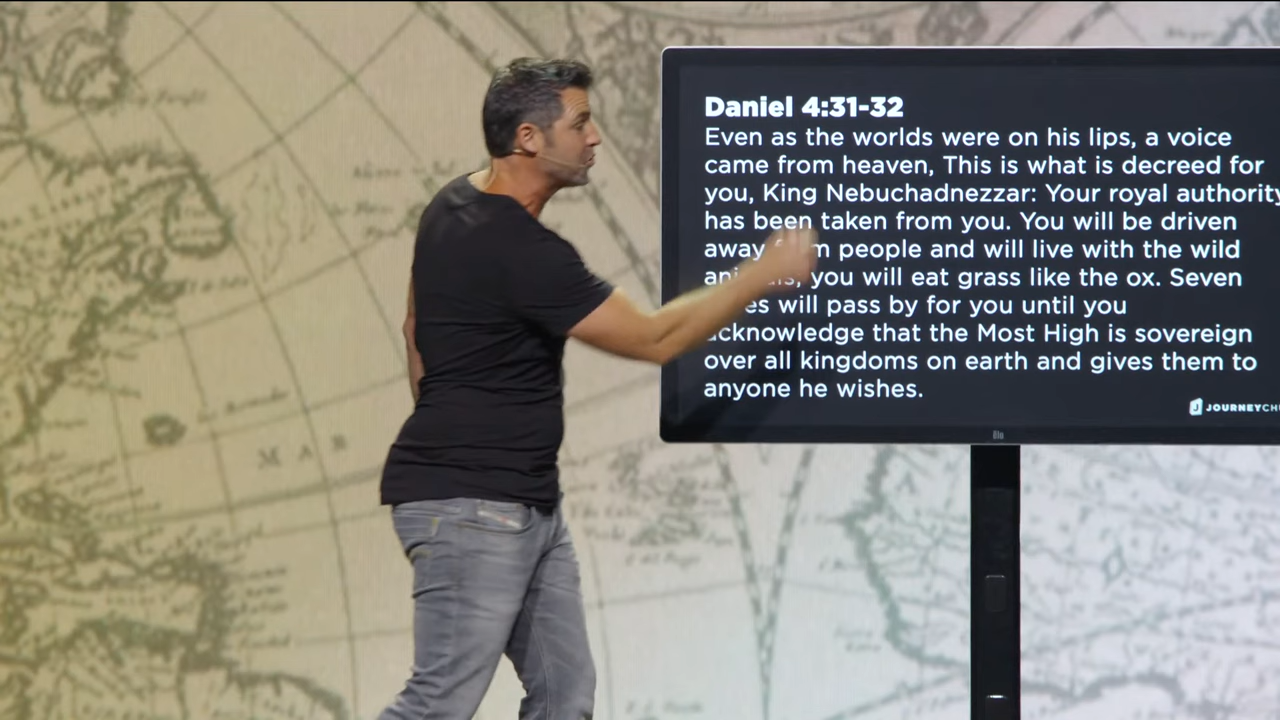 Daniel 4:31-32
Even as the worlds were on his lips, a voice
came from heaven, This is what is decreed for
you, King Nebuchadnezzar: Your royal authority
has been taken from you. You will be driven
away people and will live with the wild
you will eat grass like the ox. Seven
will pass by for you until you
acknowledge that the Most High is sovereign
over all kingdoms on earth and gives them to
anyone he wishes.
JOURNEYCHU
M A R